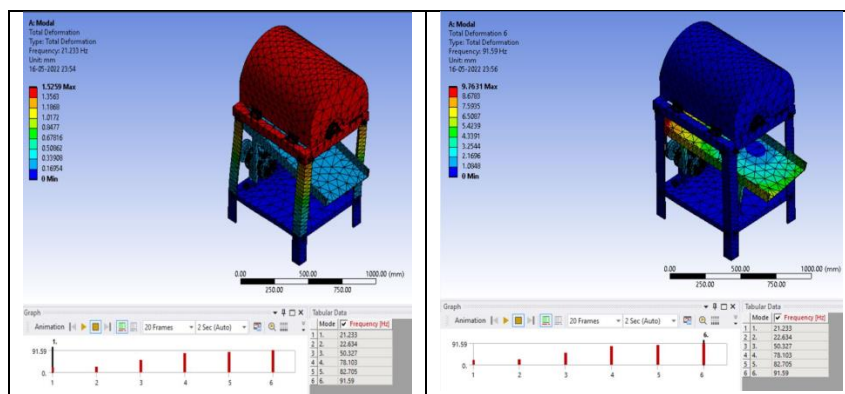 A: Modal
Total Deformation
Type: Total Deformation
Frequency: 21.233 Hz
Unit: mm
16-05-2022 23:54
1.5259 Max
1.3563
1.1868
1.0172
0.8477
0.67816
0.50862
0.33908
0.16954
0 Min
0.00 500.00 1000.00 (mm)
250.00 750.00
Graph
Animation 20 Frames 2 Sec (Auto)
1.
91.59
0.
1 2 3 4 5 6
Tabular Data
Mode Frequency [Hz]
1 1. 21.233
2 2. 22.634
3 3. 50.327
4 4. 78.103
5 5. 82.705
6 6. 91.59
A: Modal
Total Deformation 6
Type: Total Deformation
Frequency: 91.59 Hz
Unit: mm
16-05-2022 23:56
9.7631 Max
8.6783
7.5935
6.5087
5.4239
4.3391
3.2544
2.1696
1.0848
0 Min
0.00 500.00 1000.00 (mm)
250.00 750.00
Graph
Animation 20 Frames 2 Sec (Auto)
6.
91.59
0.
1 2 3 4 5 6
Tabular Data
Mode Frequency [Hz]
1 1. 21.233
2 2. 22.634
3 3. 50.327
4 4. 78.103
5 5. 82.705
6 6. 91.59